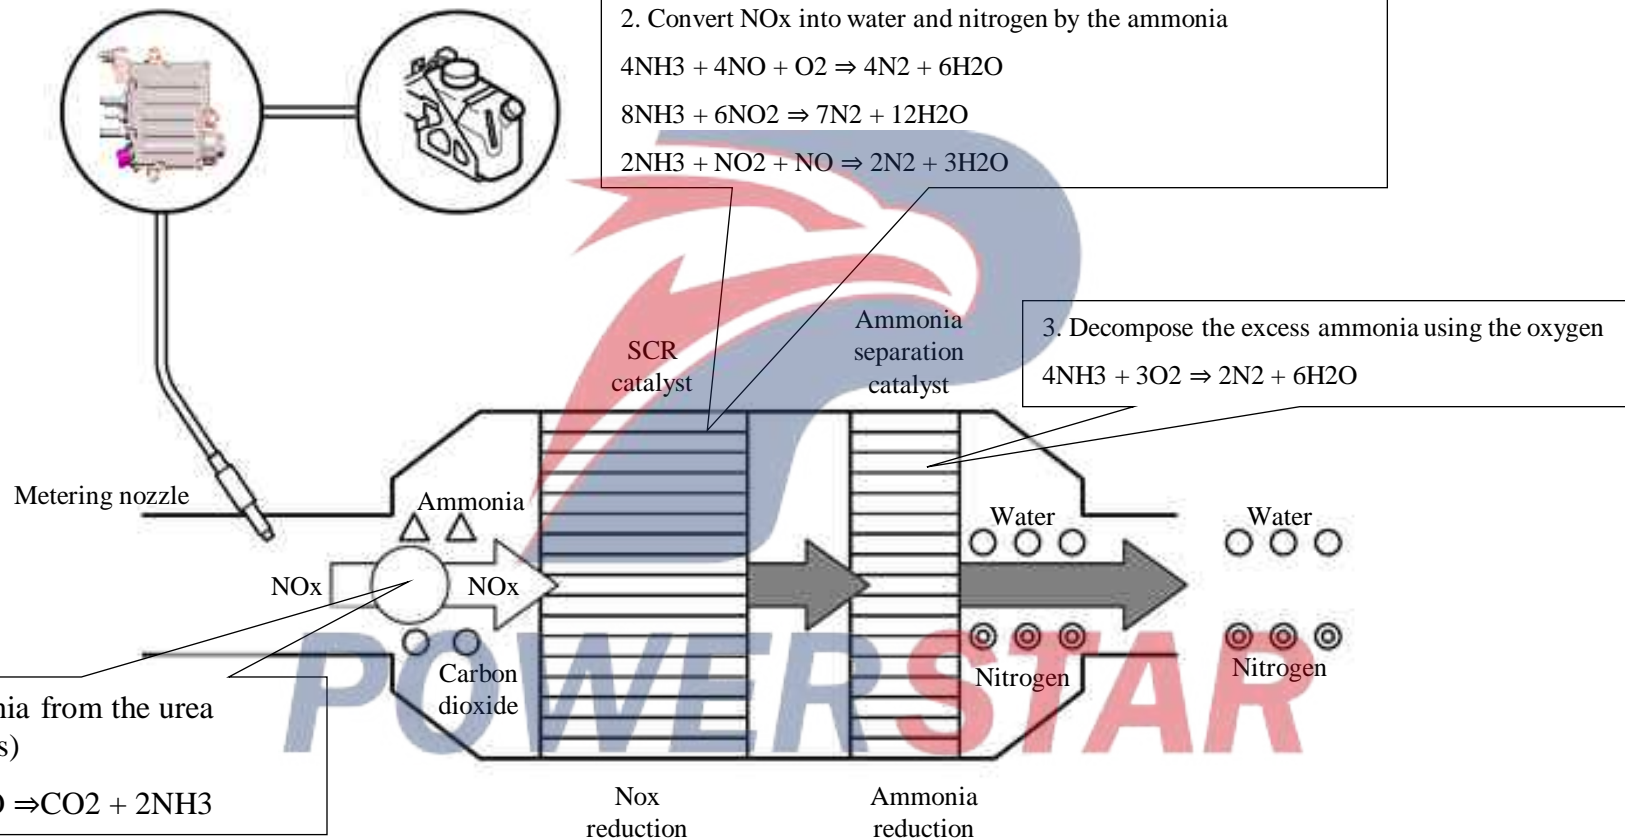 2. Convert NOx into water and nitrogen by the ammonia
4NH3 + 4NO + O2 ⇒ 4N2 + 6H2O
8NH3 + 6NO2 ⇒ 7N2 + 12H2O
2NH3 + NO2 + NO ⇒ 2N2 + 3H2O
SCR
catalyst
Ammonia
separation
catalyst
3. Decompose the excess ammonia using the oxygen
4NH3 + 3O2 ⇒ 2N2 + 6H2O
Metering nozzle
Ammonia
NOx
NOx
Carbon
dioxide
Water
Nitrogen
Water
Nitrogen
from the urea
⇒CO2 + 2NH3
POWERSTAR
Nox
reduction
Ammonia
reduction